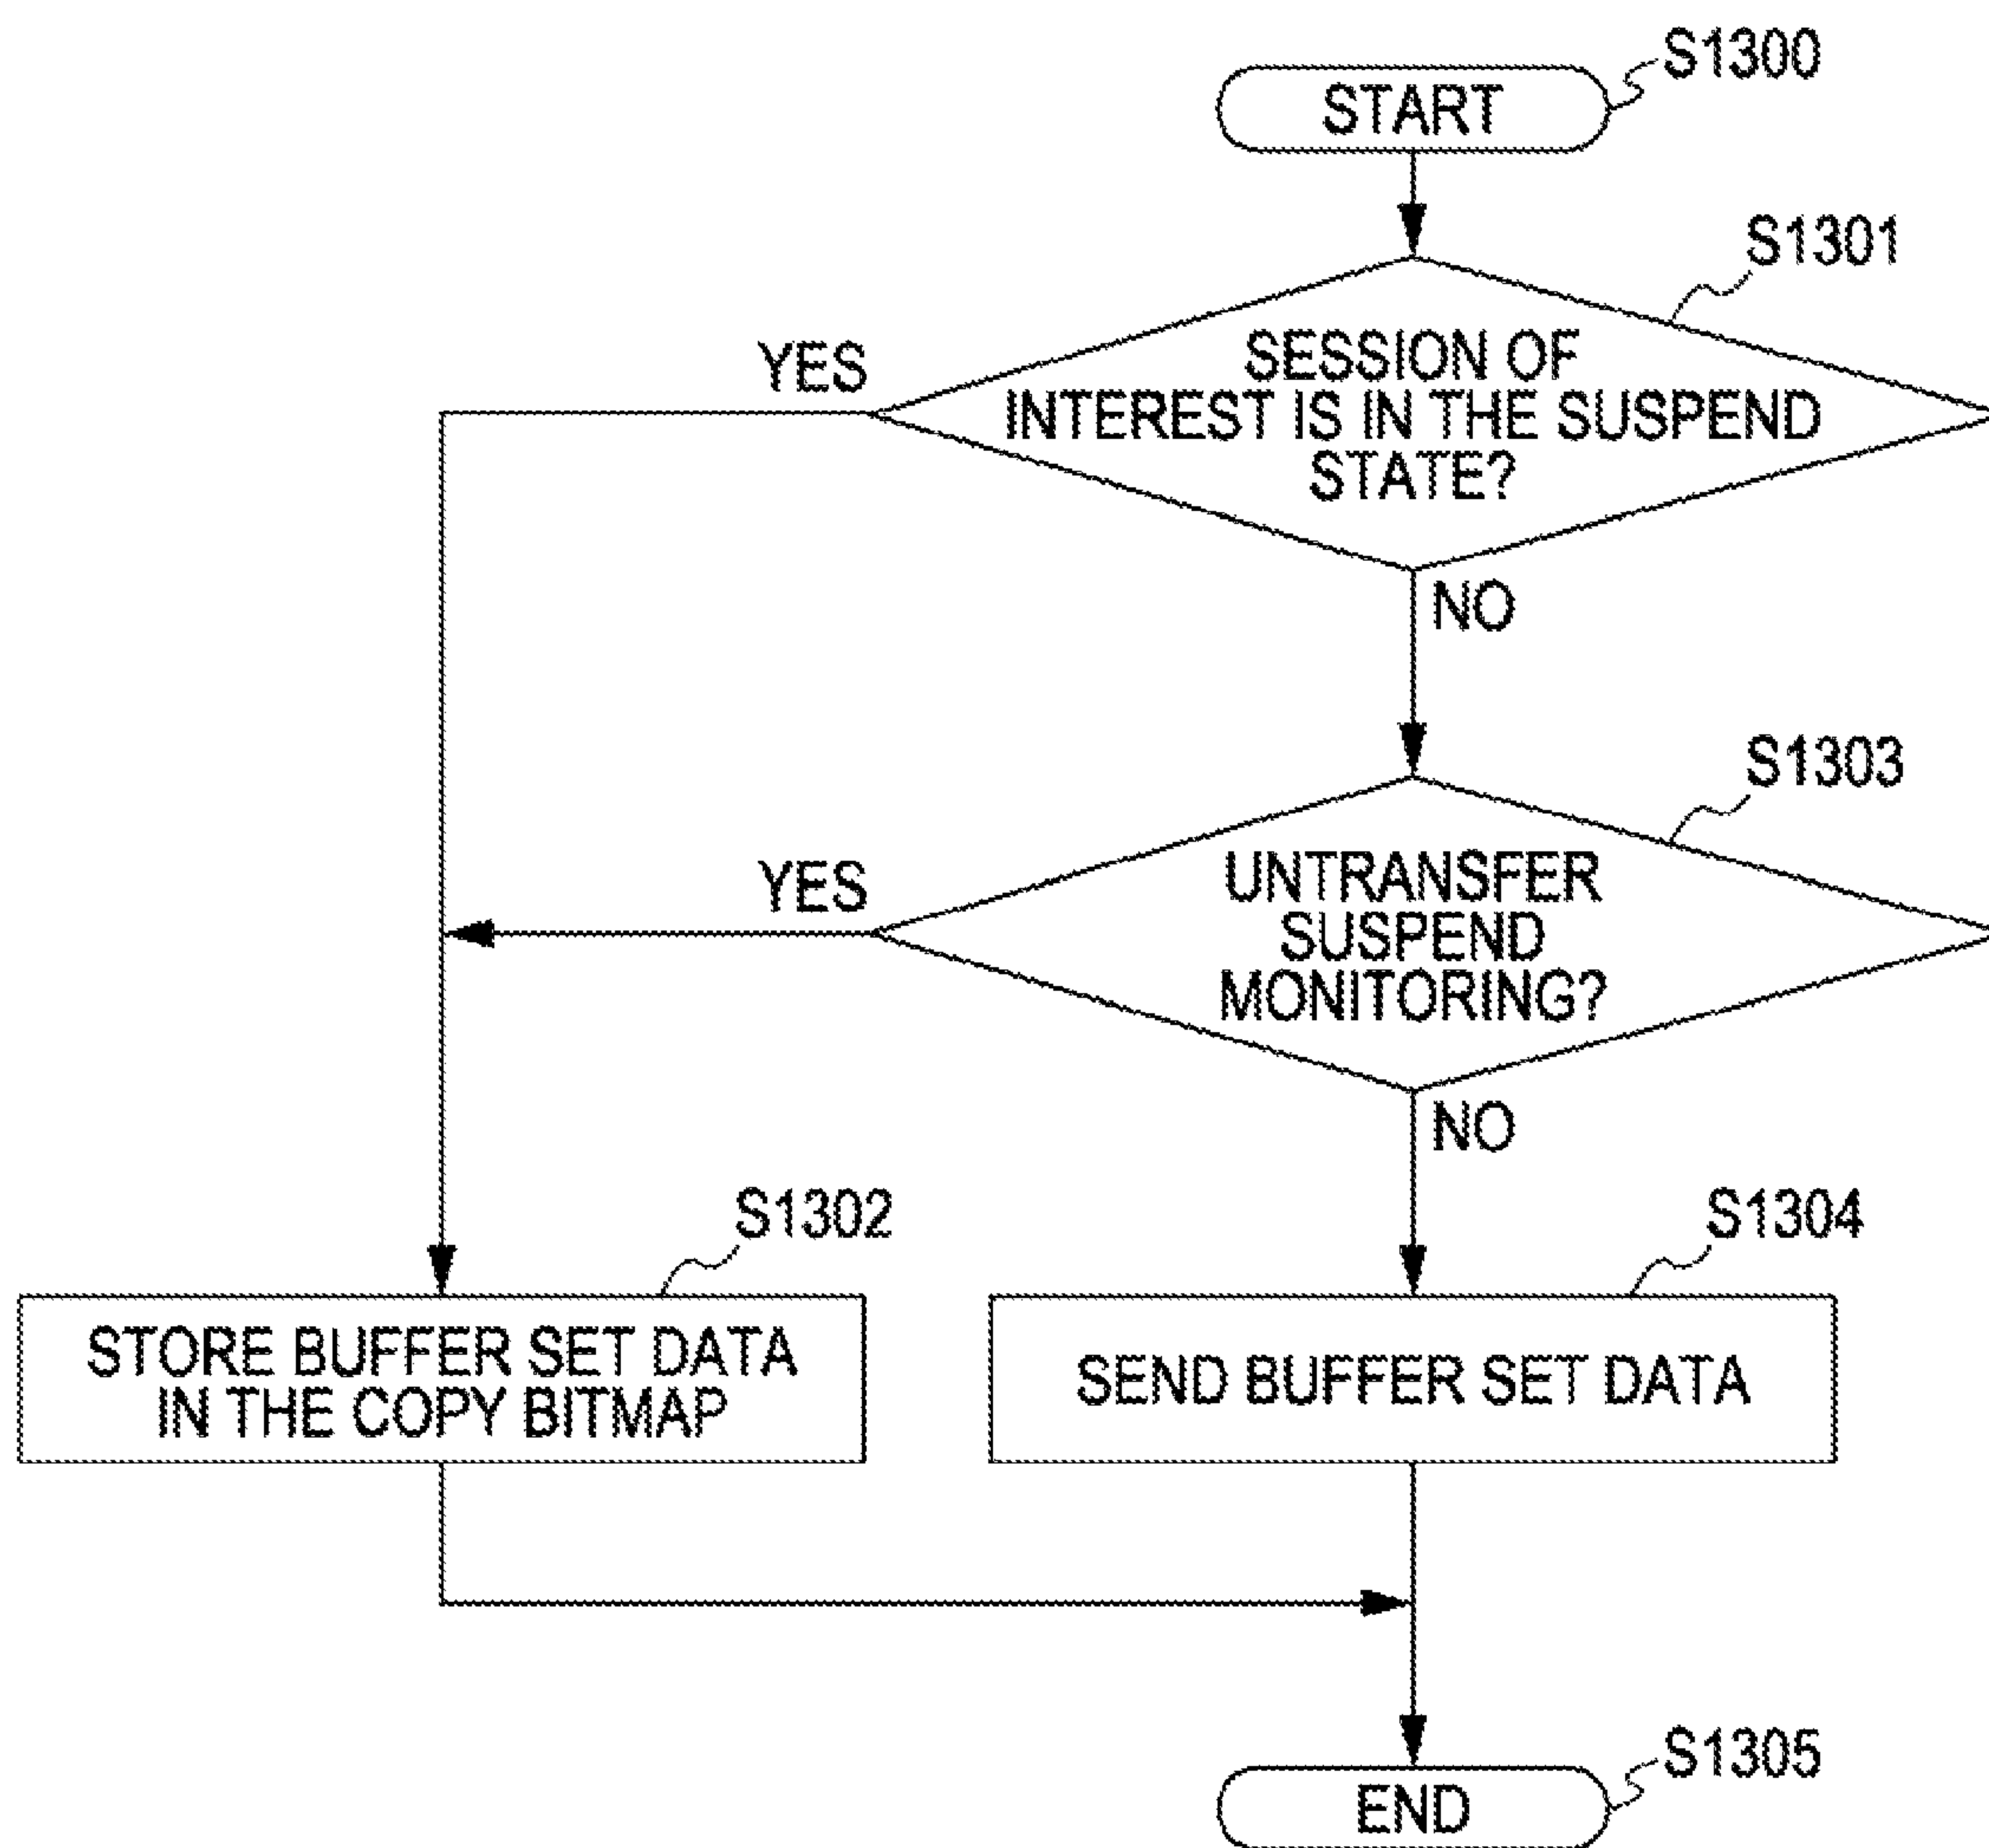 S1300
START
S1301
YES
SESSION OF
INTEREST IS IN THE SUSPEND
STATE?
NO
S1303
YES
UNTRANSFER
SUSPEND
MONITORING?
NO
S1302
S1304
STORE BUFFER SET DATA
IN THE COPY BITMAP
SEND BUFFER SET DATA
S1305
END